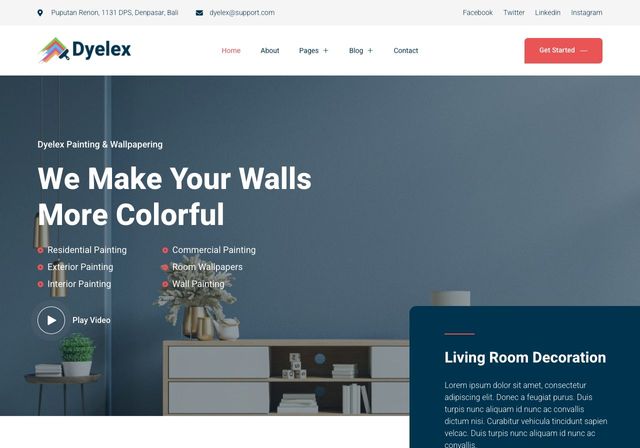 Puputan Renon, 1131 DPS, Denpasar, Bali
dyelex@support.com
Facebook
Twitter
Linkedin
Instagram
Dyelex
Home
About
Pages +
Blog +
Contact
Get Started —
Dyelex Painting & Wallpapering
We Make Your Walls
More Colorful
Residential Painting
Commercial Painting
Exterior Painting
Room Wallpapers
Interior Painting
Wall Painting
Play Video
Living Room Decoration
Lorem ipsum dolor sit amet, consectetur
adipiscing elit. Donec a feugiat purus. Duis
turpis nunc aliquam id nunc ac convallis
dictum nisi. Curabitur vehicula tincidunt sapien
velcac. Duis turpis nunc aliquam id nunc ac
convallis.